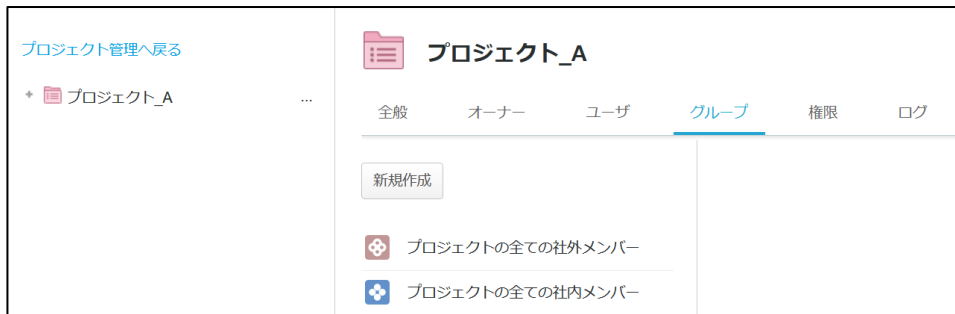 プロジェクト管理へ戻る
プロジェクト_A
...
プロジェクト_A
全般 オーナー ユーザ グループ 権限 ログ
新規作成
プロジェクトの全ての社外メンバー
プロジェクトの全ての社内メンバー